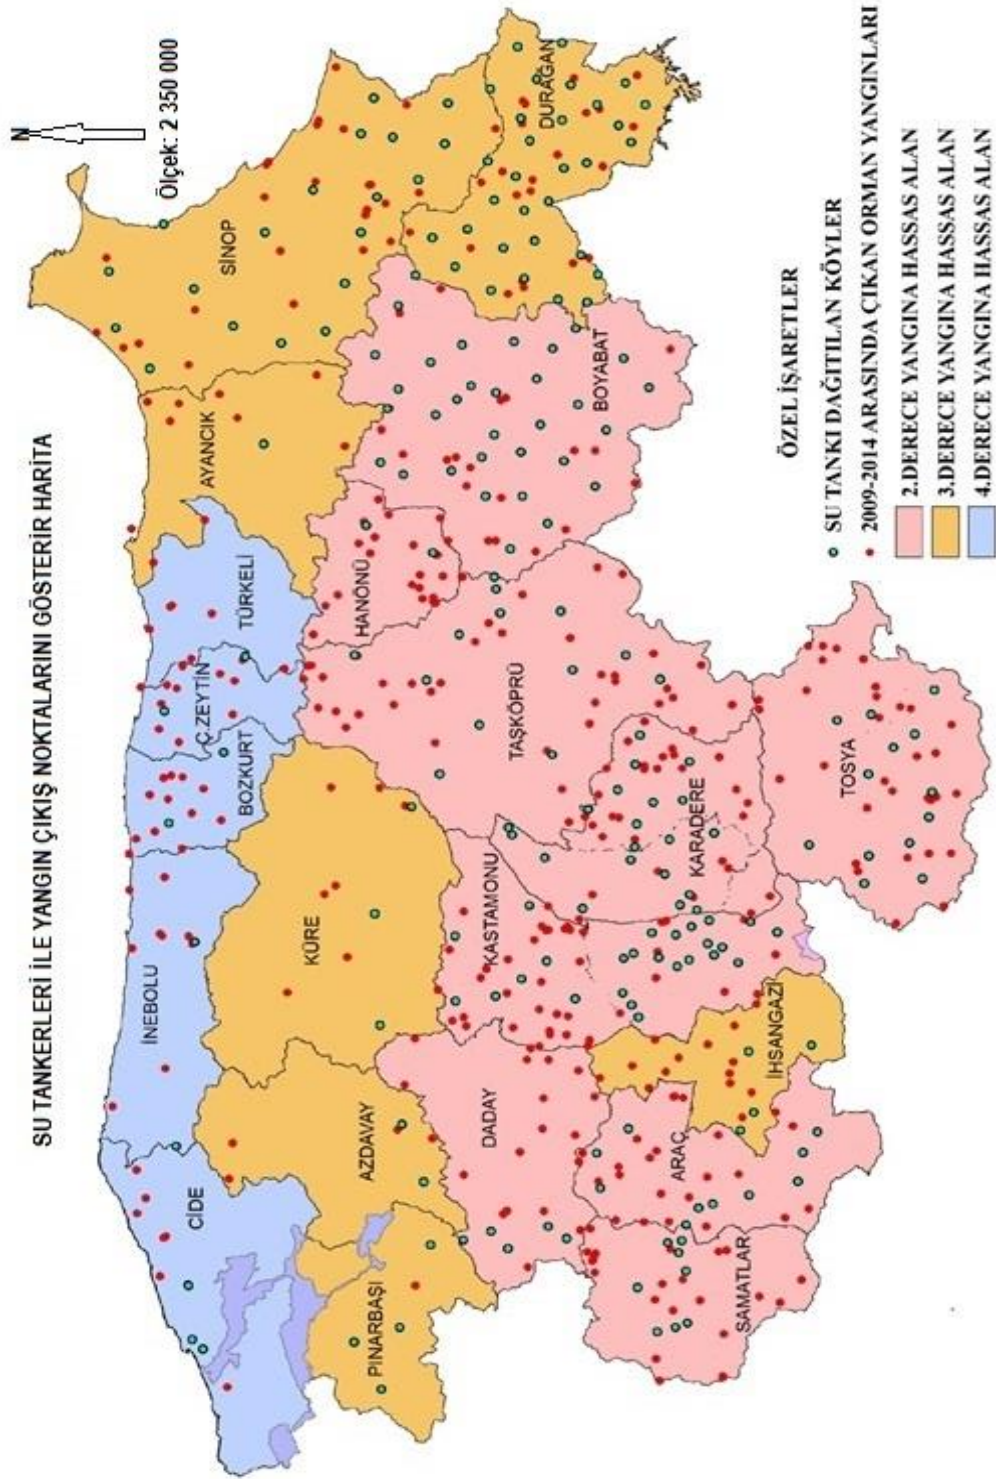 SU TANKERLERİ İLE YANGIN ÇIKIŞ NOKTALARINI GÖSTERİR HARİTA
N
Ölçek: 2 350 000
CİDE
İNEBOLU
BOZKURT
Ç.ZEYTİN
TÜRKELİ
AYANCIK
SİNOP
PINARBAŞI
AZDAVAY
KÜRE
HANÖNÜ
BOYABAT
DURAĞAN
DADAY
KASTAMONU
TAŞKÖPRÜ
SAMATLAR
ARAÇ
İHSANGAZİ
KARADERE
TOSYA
ÖZEL İŞARETLER
SU TANKI DAĞITILAN KÖYLER
2009-2014 ARASINDA ÇIKAN ORMAN YANGINLARI
2.DERECE YANGINA HASSAS ALAN
3.DERECE YANGINA HASSAS ALAN
4.DERECE YANGINA HASSAS ALAN